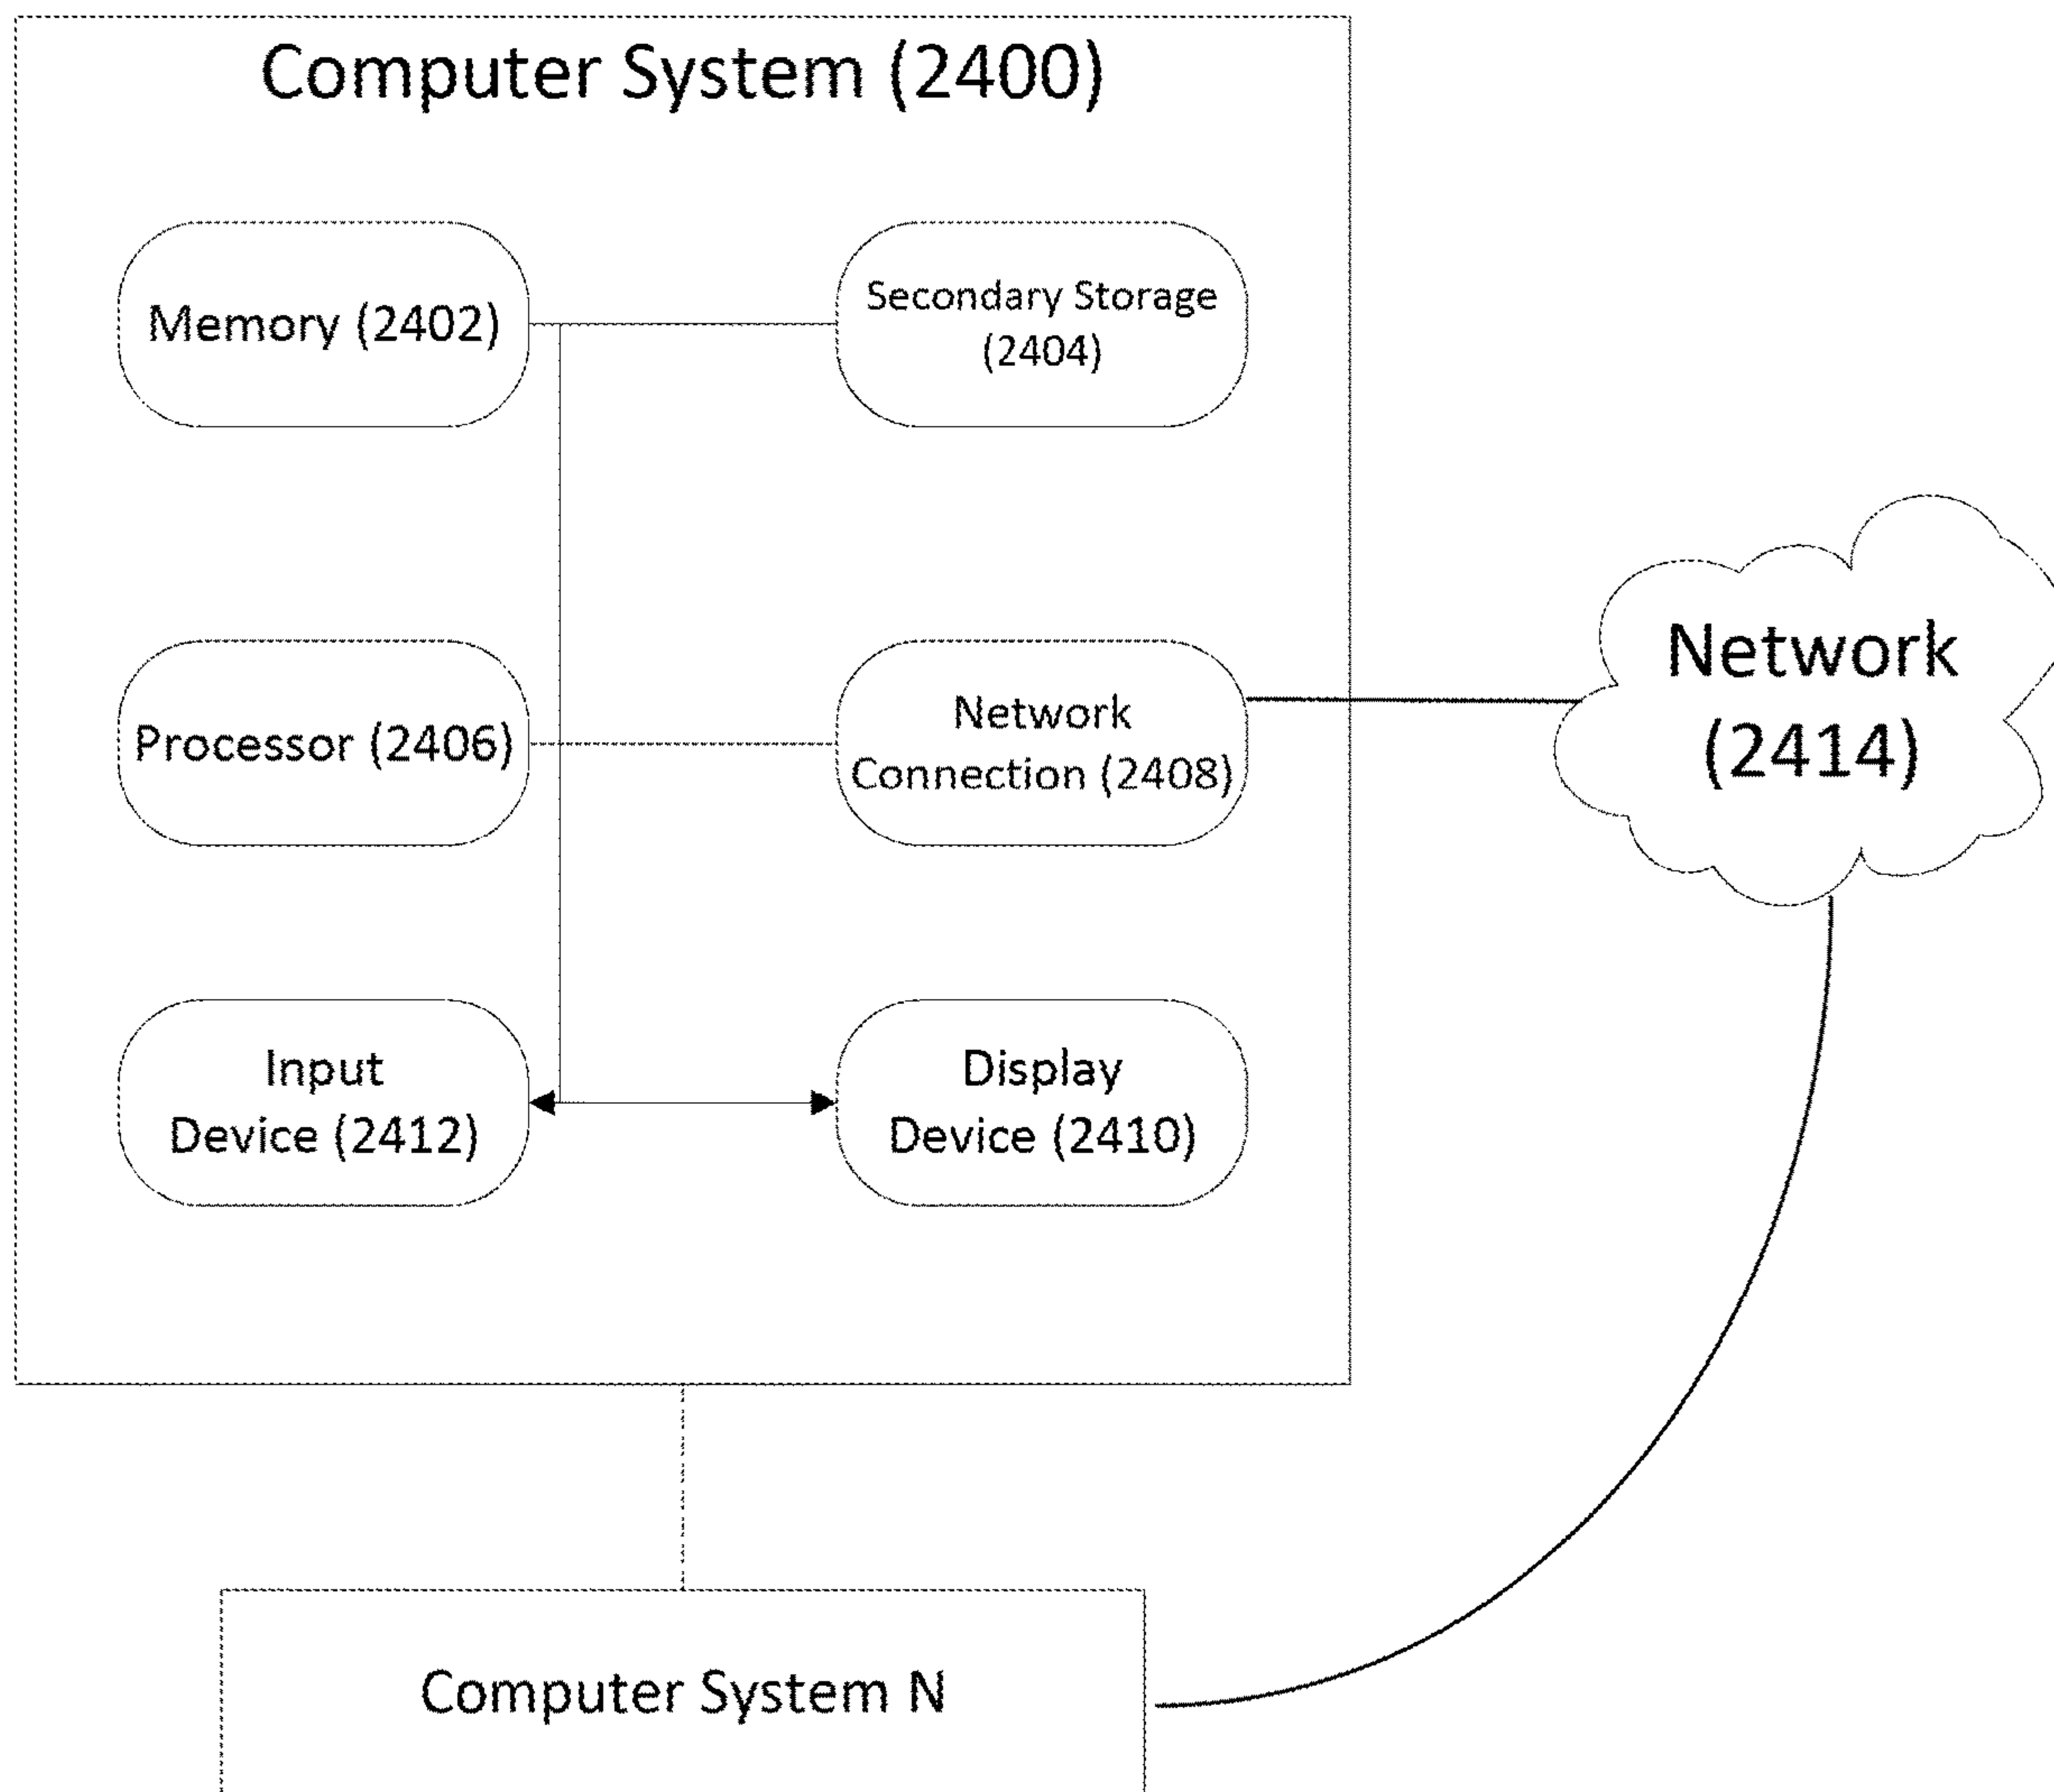 Computer System (2400)
Memory (2402)
Secondary Storage
(2404)
Processor (2406)
Network
Connection (2408)
Network
(2414)
Input
Device (2412)
Display
Device (2410)
Computer System N